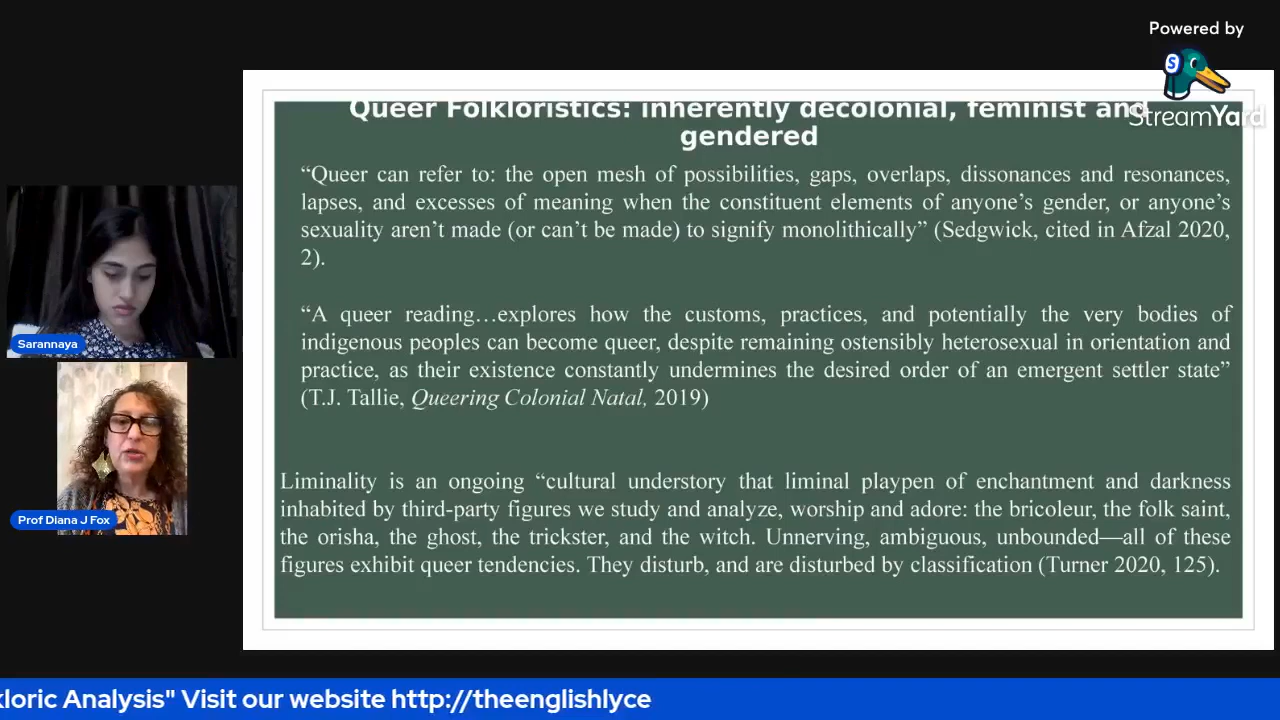 Powered by
S
StreamYard
Queer Folkloristics: inherently decolonial, feminist and
gendered
“Queer can refer to: the open mesh of possibilities, gaps, overlaps, dissonances and resonances,
lapses, and excesses of meaning when the constituent elements of anyone’s gender, or anyone’s
sexuality aren’t made (or can’t be made) to signify monolithically” (Sedgwick, cited in Afzal 2020,
2).
“A queer reading…explores how the customs, practices, and potentially the very bodies of
indigenous peoples can become queer, despite remaining ostensibly heterosexual in orientation and
practice, as their existence constantly undermines the desired order of an emergent settler state”
(T.J. Tallie, Queering Colonial Natal, 2019)
Liminality is an ongoing “cultural understory that liminal playpen of enchantment and darkness
inhabited by third-party figures we study and analyze, worship and adore: the bricoleur, the folk saint,
the orisha, the ghost, the trickster, and the witch. Unnerving, ambiguous, unbounded—all of these
figures exhibit queer tendencies. They disturb, and are disturbed by classification (Turner 2020, 125).
Sarannaya
Prof Diana J Fox
kloric Analysis" Visit our website http://theenglishlyce